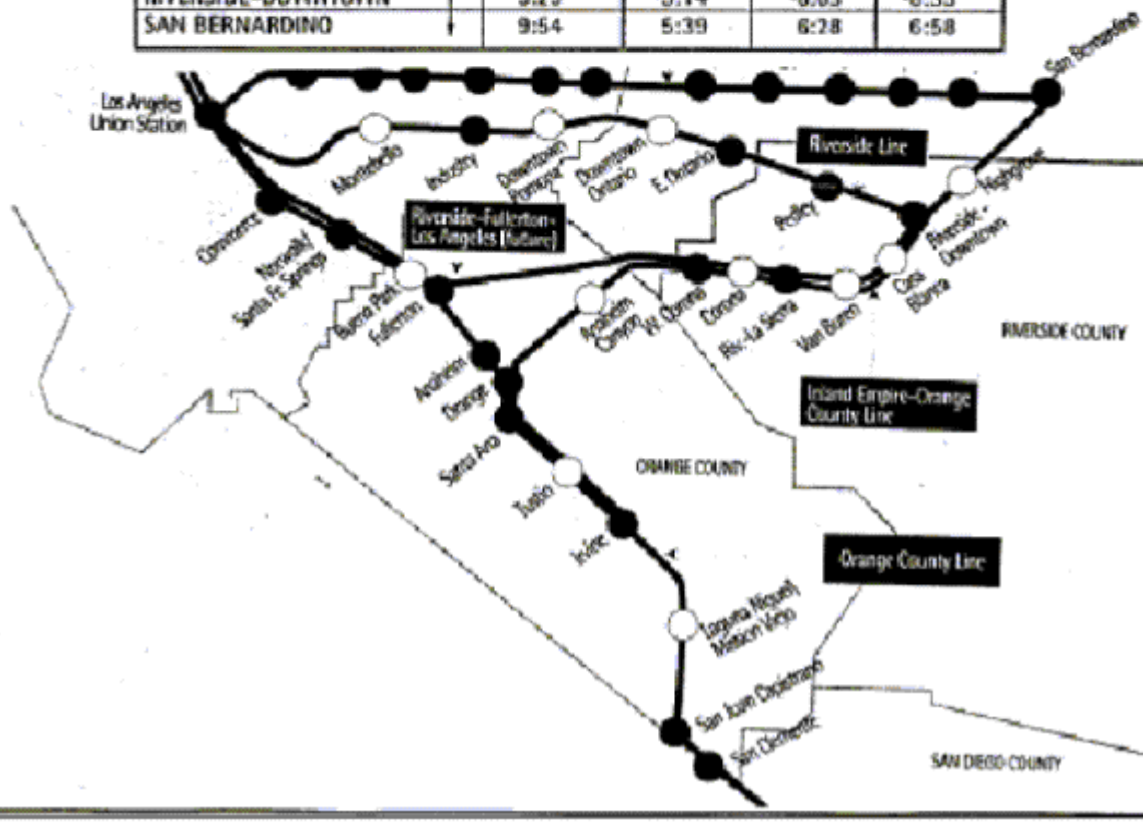 RIVERSIDE-DOWNTOWN
SAN BERNARDINO 9:54 5:39 6:28 6:58
San Bernardino
Los Angeles
Union Station
Montebello
Industry
Downtown
Pomona
Downtown
Ontario
E. Ontario
Riverside Line
Pedley
Highgrove
Riverside -
Downtown
Commerce
Norwalk/
Santa Fe Springs
Riverside-Fullerton-
Los Angeles (future)
Buena Park
Fullerton
Anaheim
Canyon
W. Corona
Corona
Riv.-La Sierra
Van Buren
Casa
Blanca
RIVERSIDE COUNTY
Anaheim
Orange
Inland Empire-Orange
County Line
Santa Ana
ORANGE COUNTY
Tustin
Irvine
Orange County Line
Laguna Niguel/
Mission Viejo
San Juan Capistrano
San Clemente
SAN DIEGO COUNTY